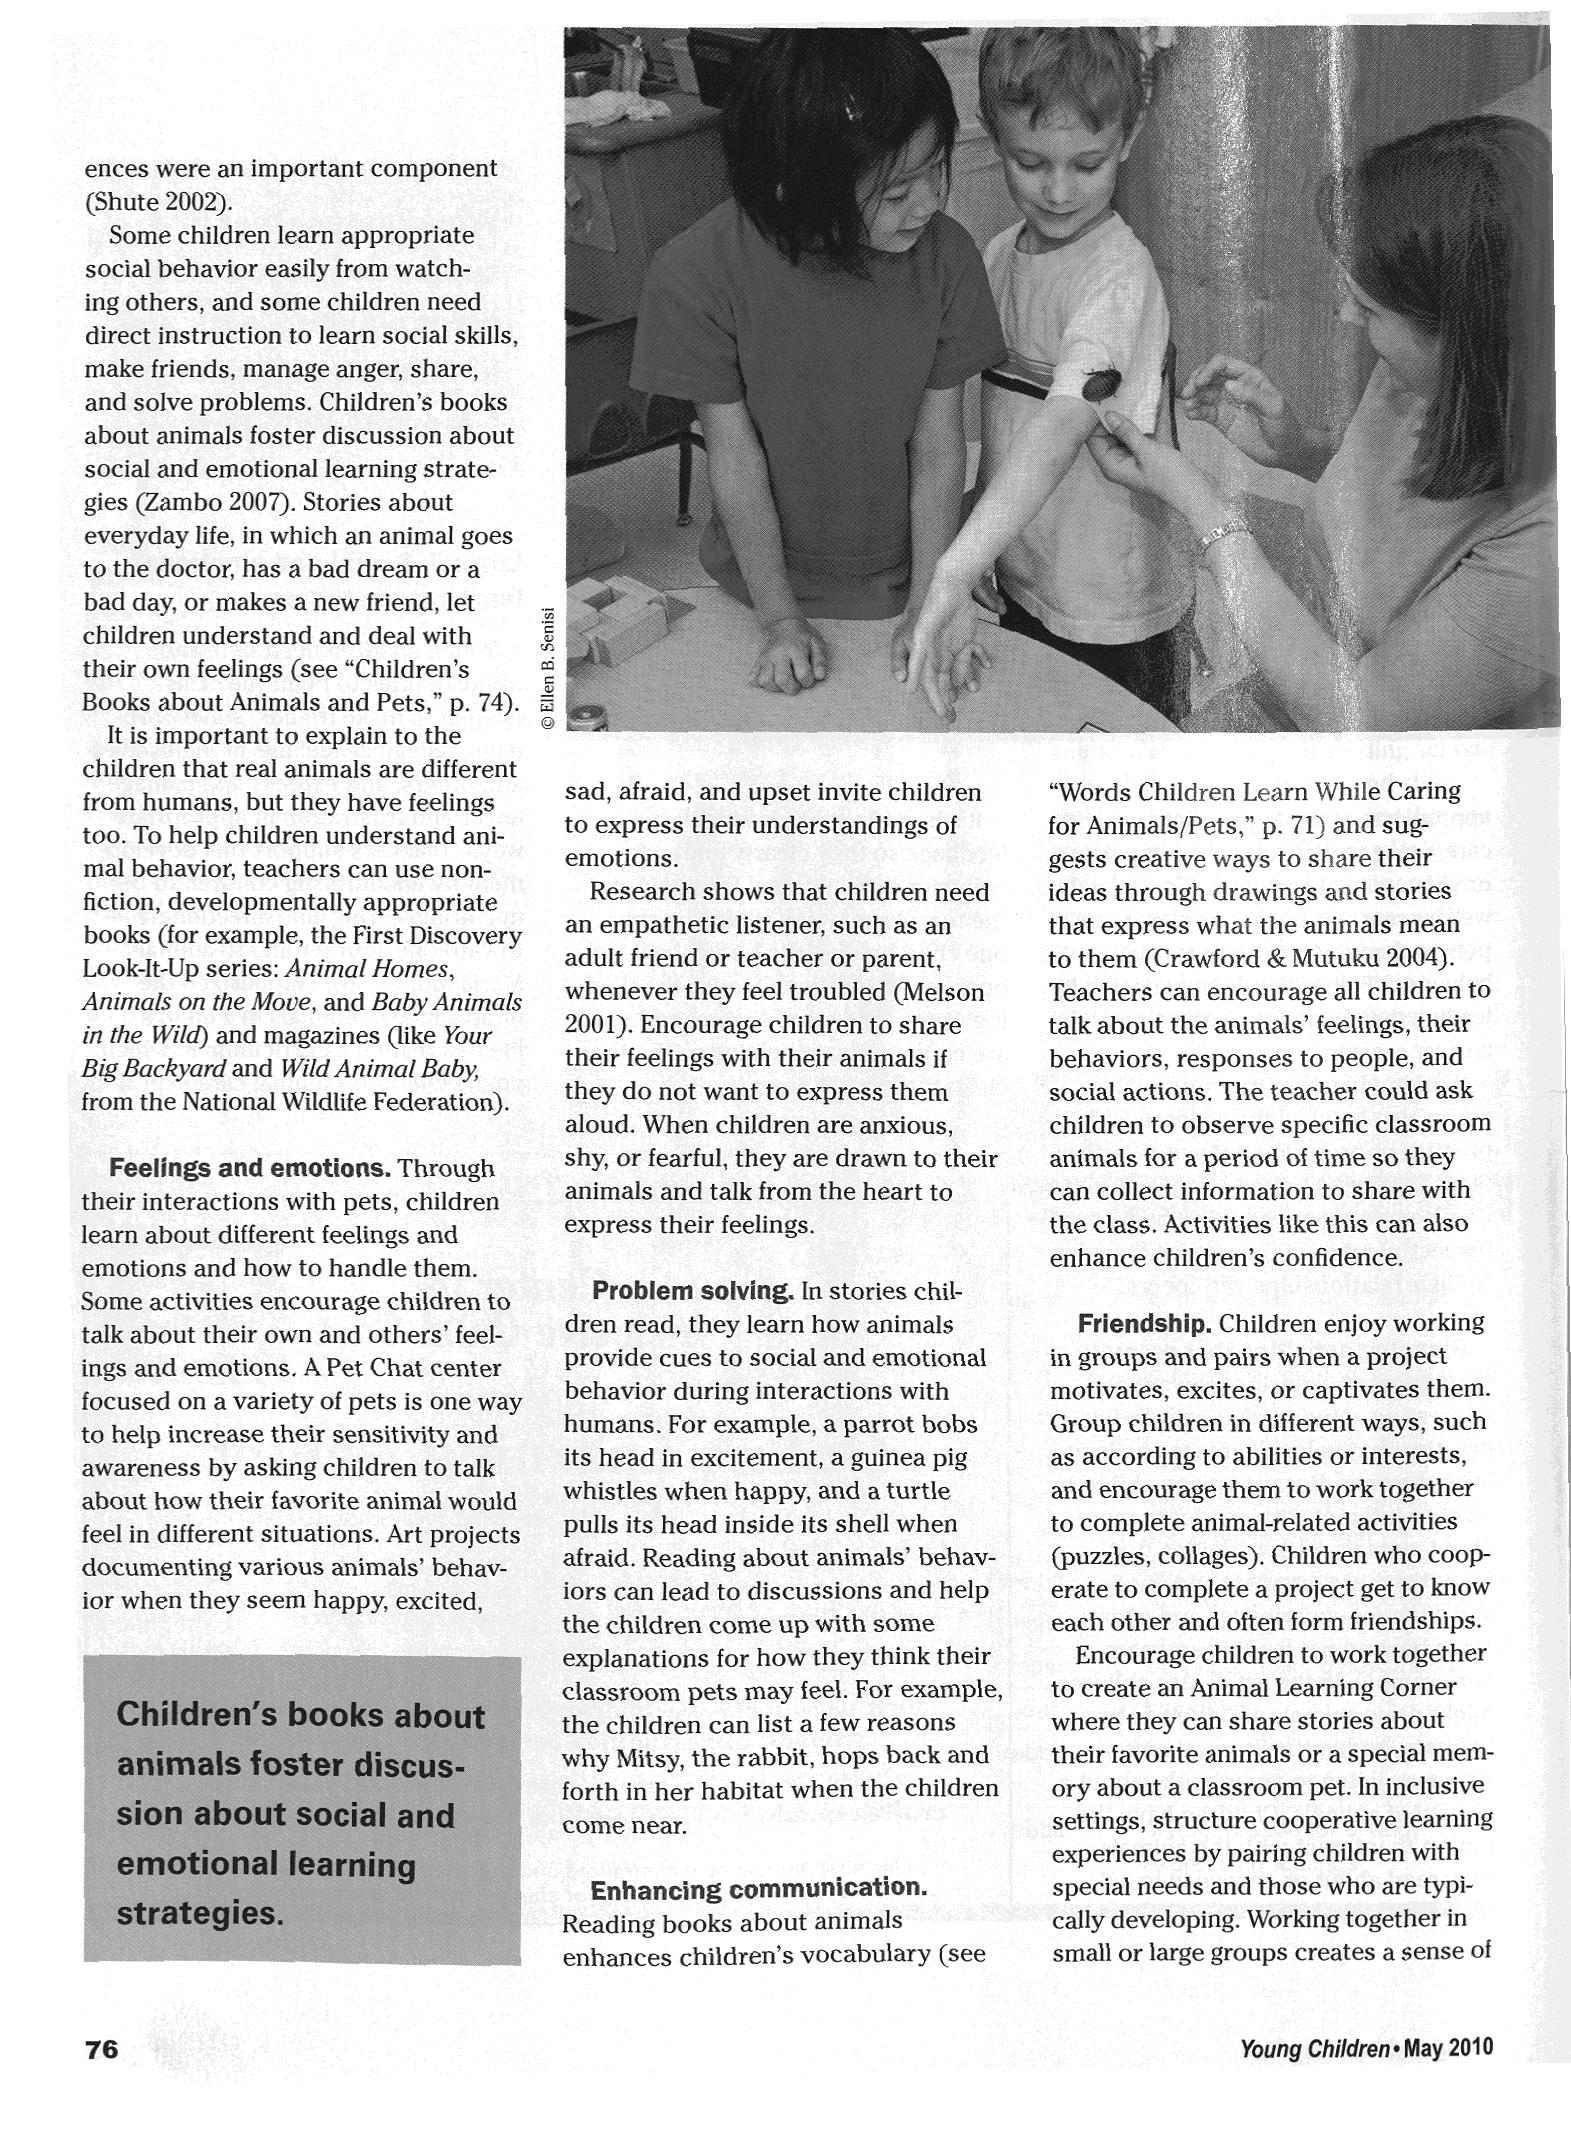 ences were an important component
(Shute 2002).
Some children learn appropriate
social behavior easily from watch-
ing others, and some children need
direct instruction to learn social skills,
make friends, manage anger, share,
and solve problems. Children's books
about animals foster discussion about
social and emotional learning strate-
gies (Zambo 2007). Stories about
everyday life, in which an animal goes
to the doctor, has a bad dream or a
bad day, or makes a new friend, let
children understand and deal with
their own feelings (see “Children's
Books about Animals and Pets,” p. 74).
It is important to explain to the
children that real animals are different
from humans, but they have feelings
too. To help children understand ani-
mal behavior, teachers can use non-
fiction, developmentally appropriate
books (for example, the First Discovery
Look-It-Up series: Animal Homes,
Animals on the Move, and Baby Animals
in the Wild) and magazines (like Your
Big Backyard and Wild Animal Baby,
from the National Wildlife Federation).
Feelings and emotions. Through
their interactions with pets, children
learn about different feelings and
emotions and how to handle them.
Some activities encourage children to
talk about their own and others' feel-
ings and emotions. A Pet Chat center
focused on a variety of pets is one way
to help increase their sensitivity and
awareness by asking children to talk
about how their favorite animal would
feel in different situations. Art projects
documenting various animals' behav-
ior when they seem happy, excited,
Children's books about
animals foster discus-
sion about social and
emotional learning
strategies.
© Ellen B. Senisi
sad, afraid, and upset invite children
to express their understandings of
emotions.
Research shows that children need
an empathetic listener, such as an
adult friend or teacher or parent,
whenever they feel troubled (Melson
2001). Encourage children to share
their feelings with their animals if
they do not want to express them
aloud. When children are anxious,
shy, or fearful, they are drawn to their
animals and talk from the heart to
express their feelings.
Problem solving. In stories chil-
dren read, they learn how animals
provide cues to social and emotional
behavior during interactions with
humans. For example, a parrot bobs
its head in excitement, a guinea pig
whistles when happy, and a turtle
pulls its head inside its shell when
afraid. Reading about animals' behav-
iors can lead to discussions and help
the children come up with some
explanations for how they think their
classroom pets may feel. For example,
the children can list a few reasons
why Mitsy, the rabbit, hops back and
forth in her habitat when the children
come near.
Enhancing communication.
Reading books about animals
enhances children's vocabulary (see
“Words Children Learn While Caring
for Animals/Pets,” p. 71) and sug-
gests creative ways to share their
ideas through drawings and stories
that express what the animals mean
to them (Crawford & Mutuku 2004).
Teachers can encourage all children to
talk about the animals' feelings, their
behaviors, responses to people, and
social actions. The teacher could ask
children to observe specific classroom
animals for a period of time so they
can collect information to share with
the class. Activities like this can also
enhance children's confidence.
Friendship. Children enjoy working
in groups and pairs when a project
motivates, excites, or captivates them.
Group children in different ways, such
as according to abilities or interests,
and encourage them to work together
to complete animal-related activities
(puzzles, collages). Children who coop-
erate to complete a project get to know
each other and often form friendships.
Encourage children to work together
to create an Animal Learning Corner
where they can share stories about
their favorite animals or a special mem-
ory about a classroom pet. In inclusive
settings, structure cooperative learning
experiences by pairing children with
special needs and those who are typi-
cally developing. Working together in
small or large groups creates a sense of
76
Young Children • May 2010